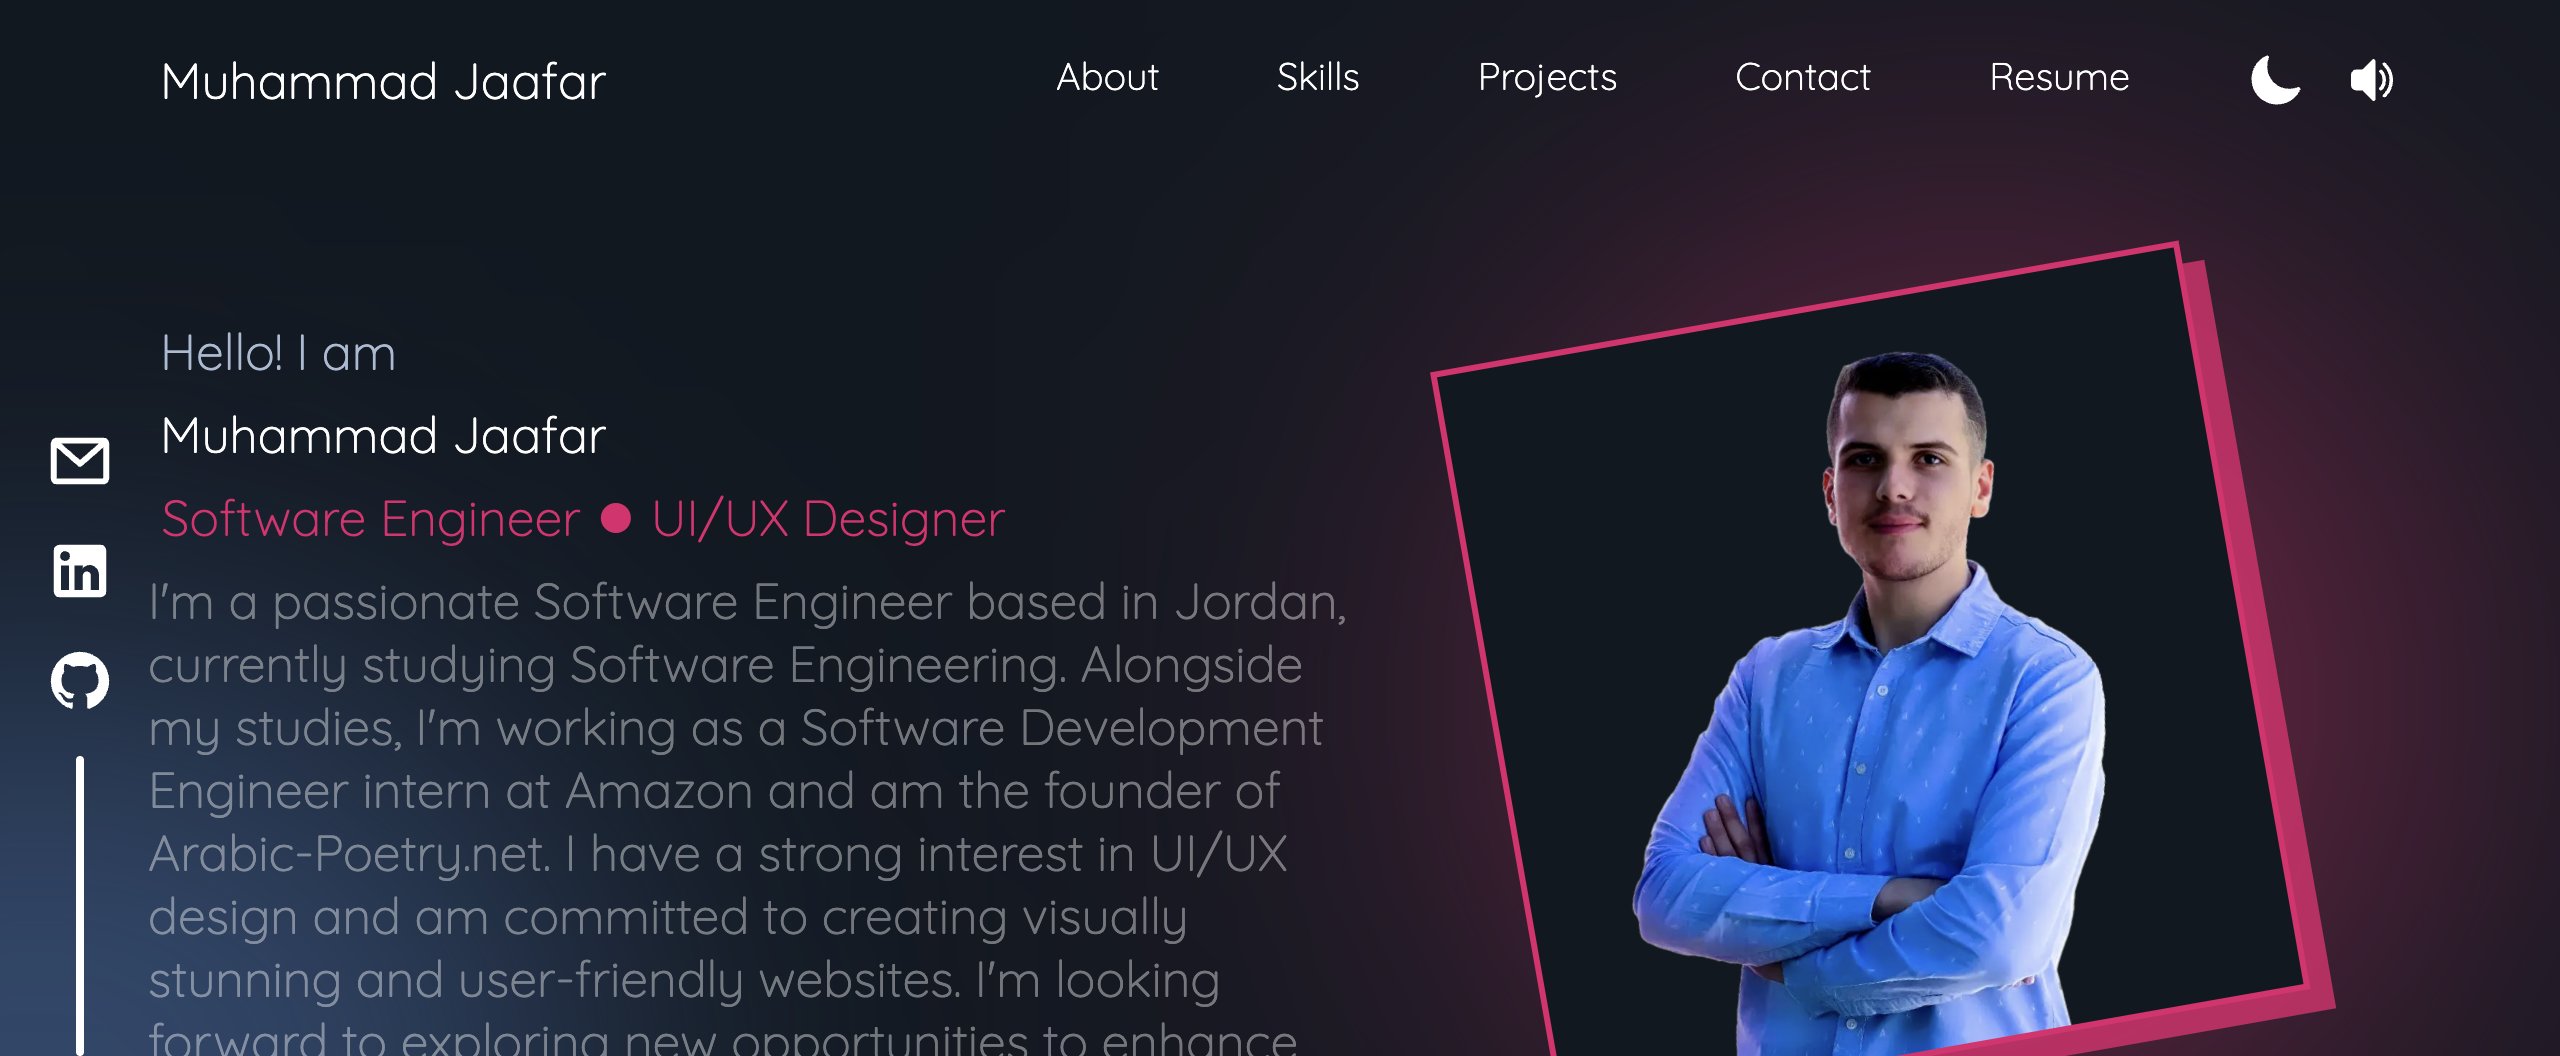 Muhammad Jaafar
About Skills Projects Contact Resume
Hello! I am
Muhammad Jaafar
Software Engineer ● UI/UX Designer
I'm a passionate Software Engineer based in Jordan,
currently studying Software Engineering. Alongside
my studies, I'm working as a Software Development
Engineer intern at Amazon and am the founder of
Arabic-Poetry.net. I have a strong interest in UI/UX
design and am committed to creating visually
stunning and user-friendly websites. I'm looking
forward to exploring new opportunities to enhance